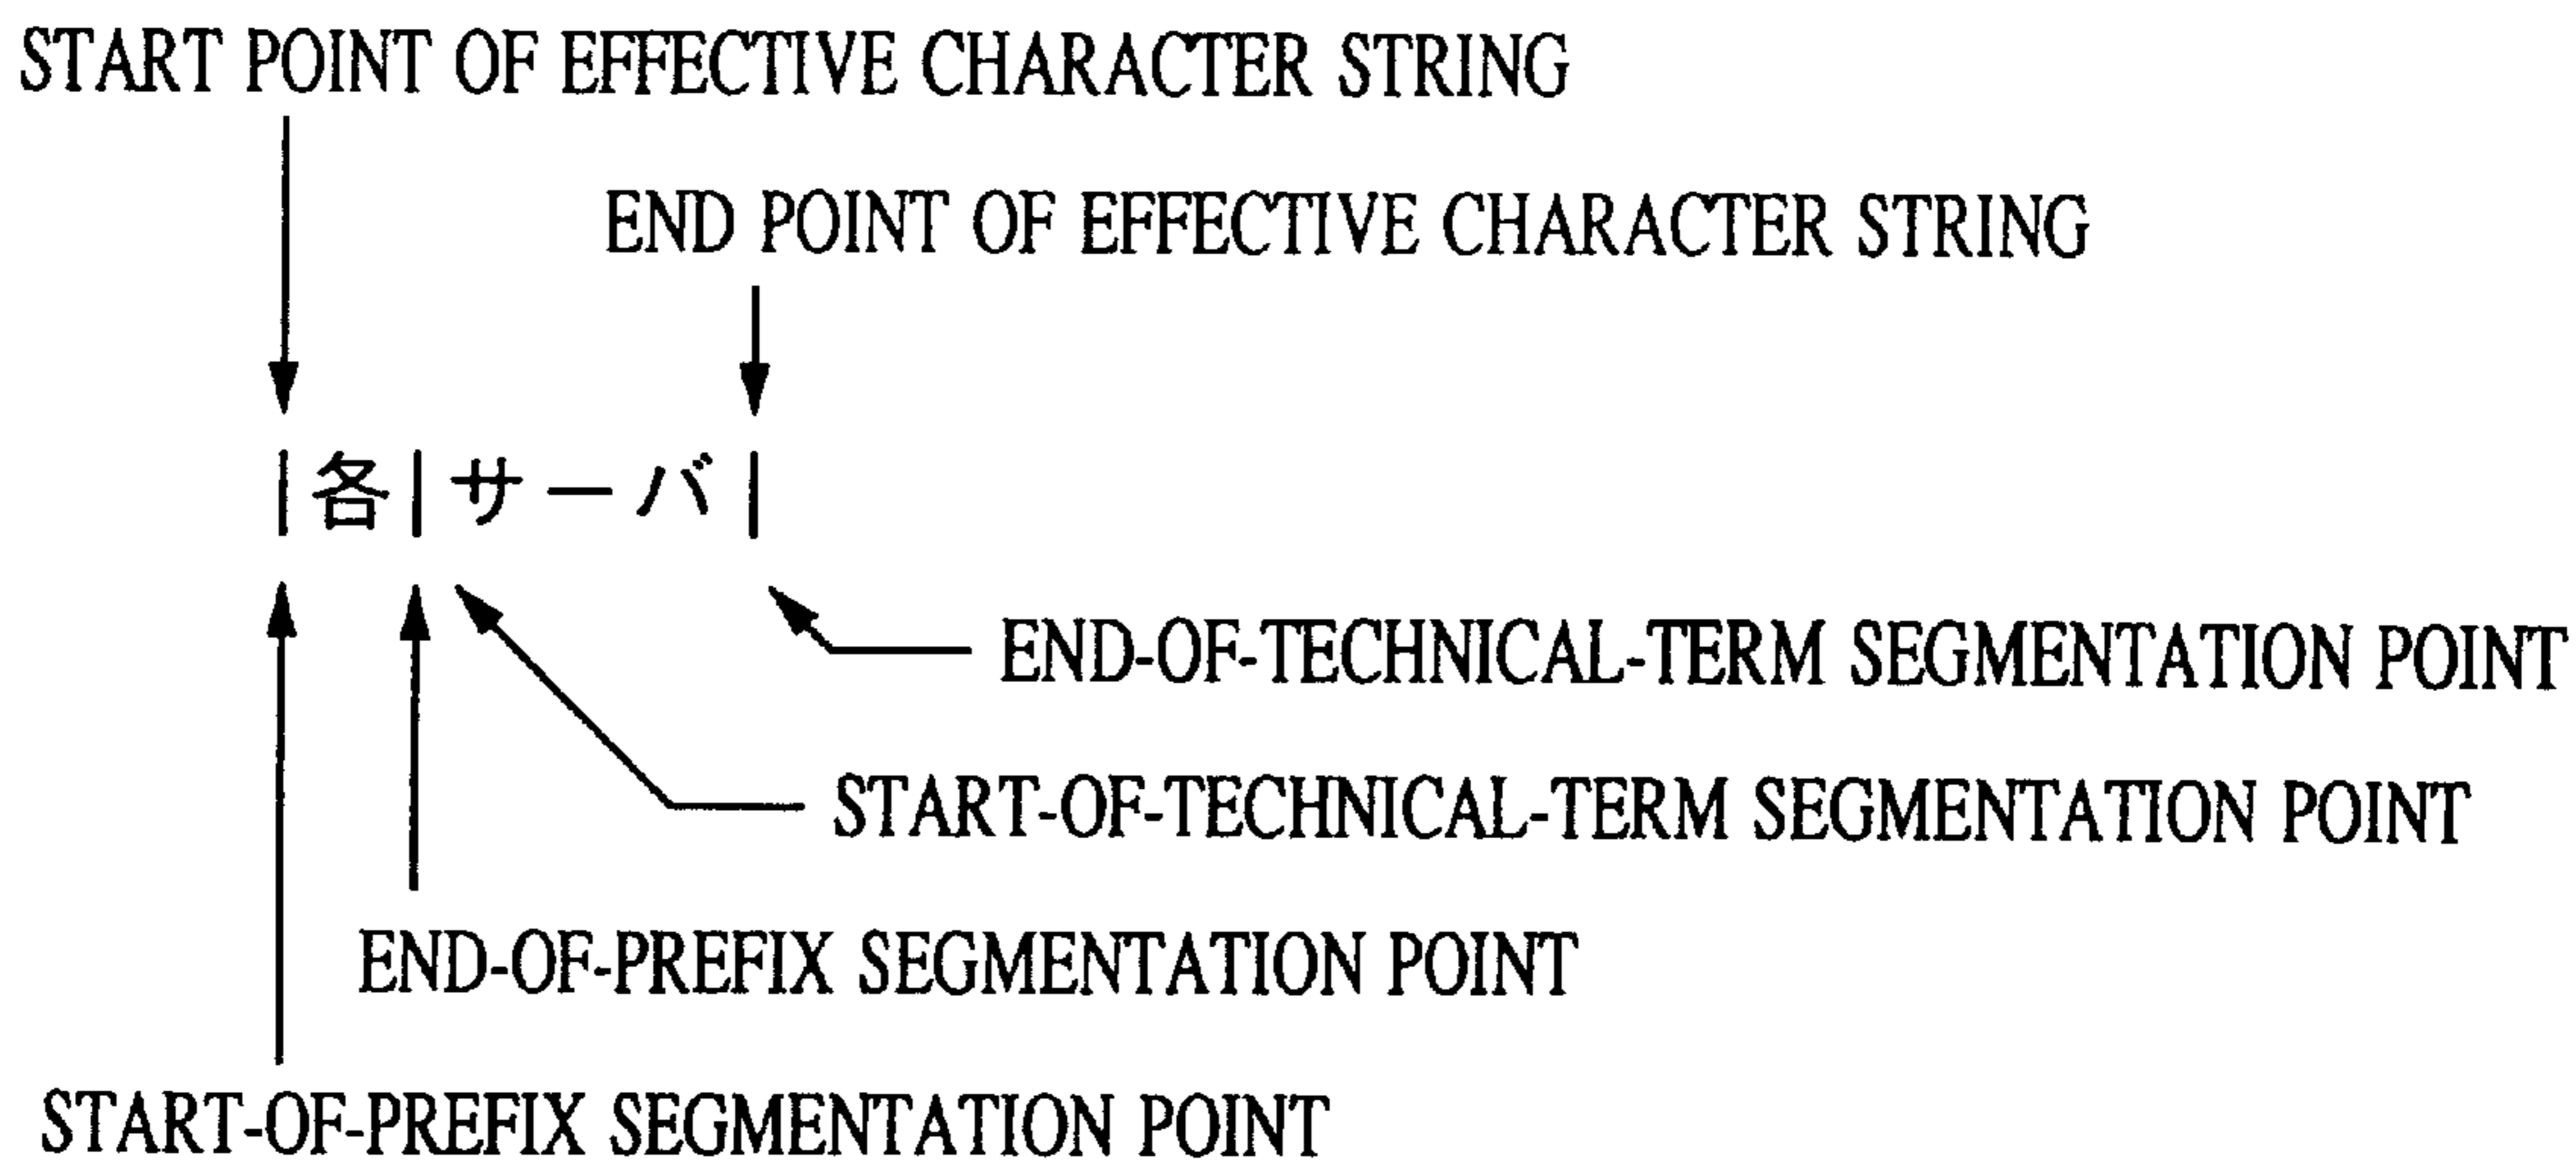 START POINT OF EFFECTIVE CHARACTER STRING
END POINT OF EFFECTIVE CHARACTER STRING
|各|サーバ|
END-OF-TECHNICAL-TERM SEGMENTATION POINT
START-OF-TECHNICAL-TERM SEGMENTATION POINT
END-OF-PREFIX SEGMENTATION POINT
START-OF-PREFIX SEGMENTATION POINT